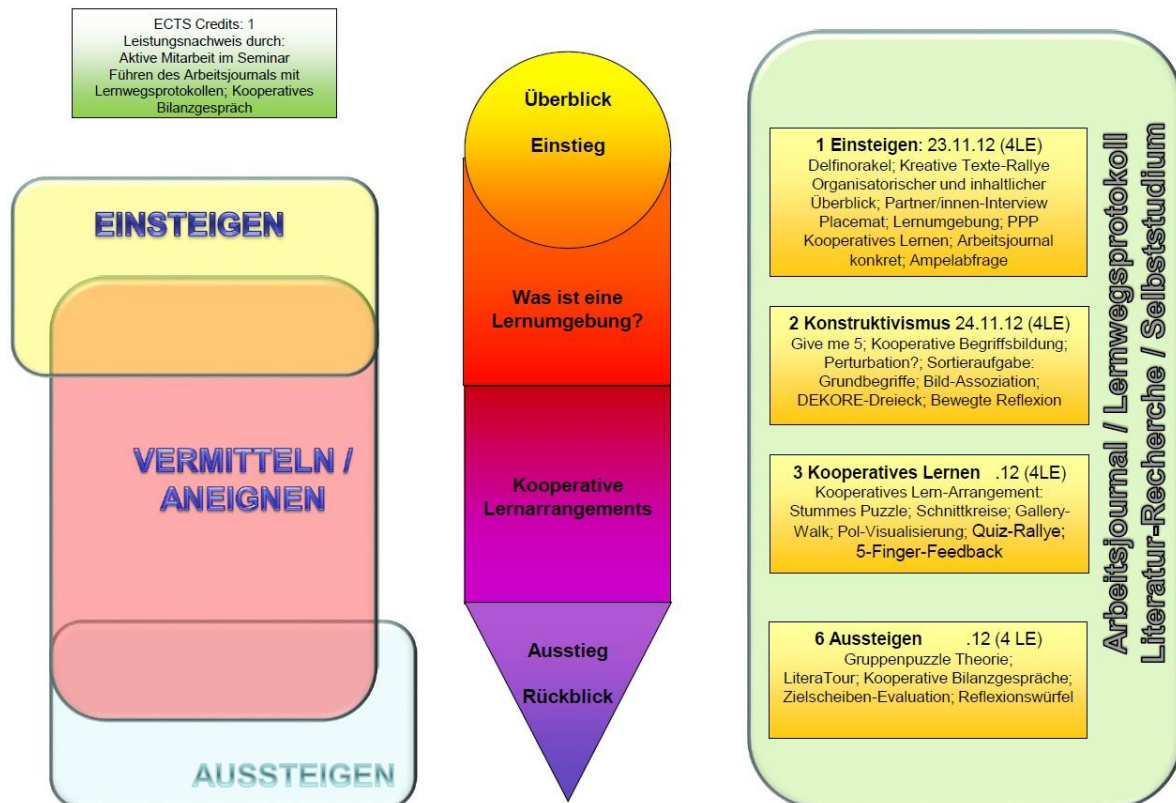 ECTS Credits: 1
Leistungsnachweis durch:
Aktive Mitarbeit im Seminar
Führen des Arbeitsjournals mit
Lernwegsprotokollen; Kooperatives
Bilanzgespräch
EINSTEIGEN
VERMITTELN /
ANEIGNEN
AUSSTEIGEN
Überblick
Einstieg
Was ist eine
Lernumgebung?
Kooperative
Lernarrangements
Ausstieg
Rückblick
1 Einsteigen: 23.11.12 (4LE)
Delfinorakel; Kreative Texte-Rallye
Organisatorischer und inhaltlicher
Überblick; Partner/innen-Interview
Placemat; Lernumgebung; PPP
Kooperatives Lernen; Arbeitsjournal
konkret; Ampelabfrage
2 Konstruktivismus 24.11.12 (4LE)
Give me 5; Kooperative Begriffsbildung;
Perturbation?; Sortieraufgabe:
Grundbegriffe; Bild-Assoziation;
DEKORE-Dreieck; Bewegte Reflexion
3 Kooperatives Lernen .12 (4LE)
Kooperatives Lern-Arrangement:
Stummes Puzzle; Schnittkreise; Gallery-
Walk; Pol-Visualisierung; Quiz-Rallye;
5-Finger-Feedback
6 Aussteigen .12 (4 LE)
Gruppenpuzzle Theorie;
LiteraTour; Kooperative Bilanzgespräche;
Zielscheiben-Evaluation; Reflexionswürfel
Arbeitsjournal / Lernwegsprotokoll
Literatur-Recherche / Selbststudium